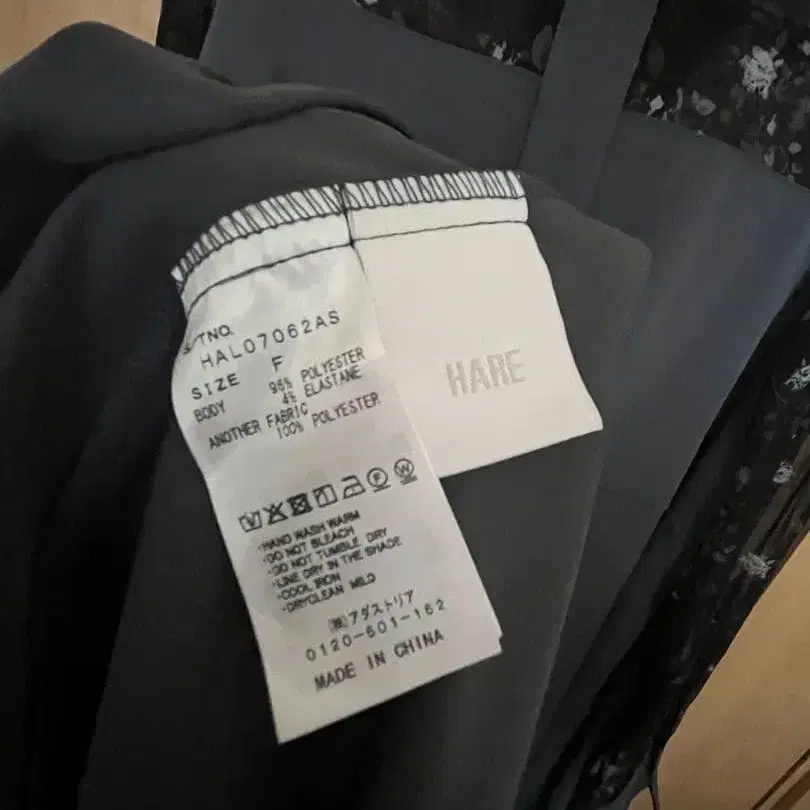 STNO.
HAL07062AS
SIZE F
BODY 96% POLYESTER
4% ELASTANE
ANOTHER FABRIC
100% POLYESTER
・HAND WASH WARM
・DO NOT BLEACH
・DO NOT TUMBLE DRY
・LINE DRY IN THE SHADE
・COOL IRON
・DRYCLEAN MILD
㈱アダストリア
0120-601-162
MADE IN CHINA
HARE